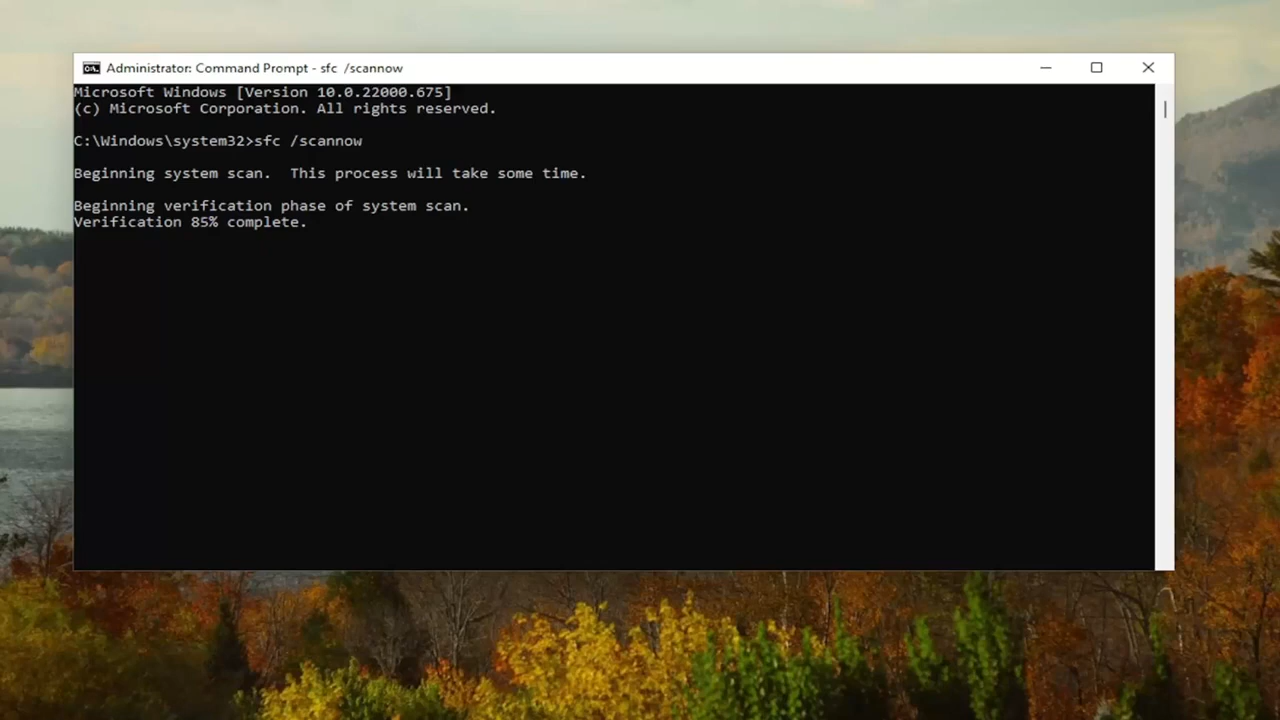 Administrator: Command Prompt - sfc  /scannow
Microsoft Windows [Version 10.0.22000.675]
(c) Microsoft Corporation. All rights reserved.
C:\Windows\system32>sfc /scannow
Beginning system scan.  This process will take some time.
Beginning verification phase of system scan.
Verification 85% complete.